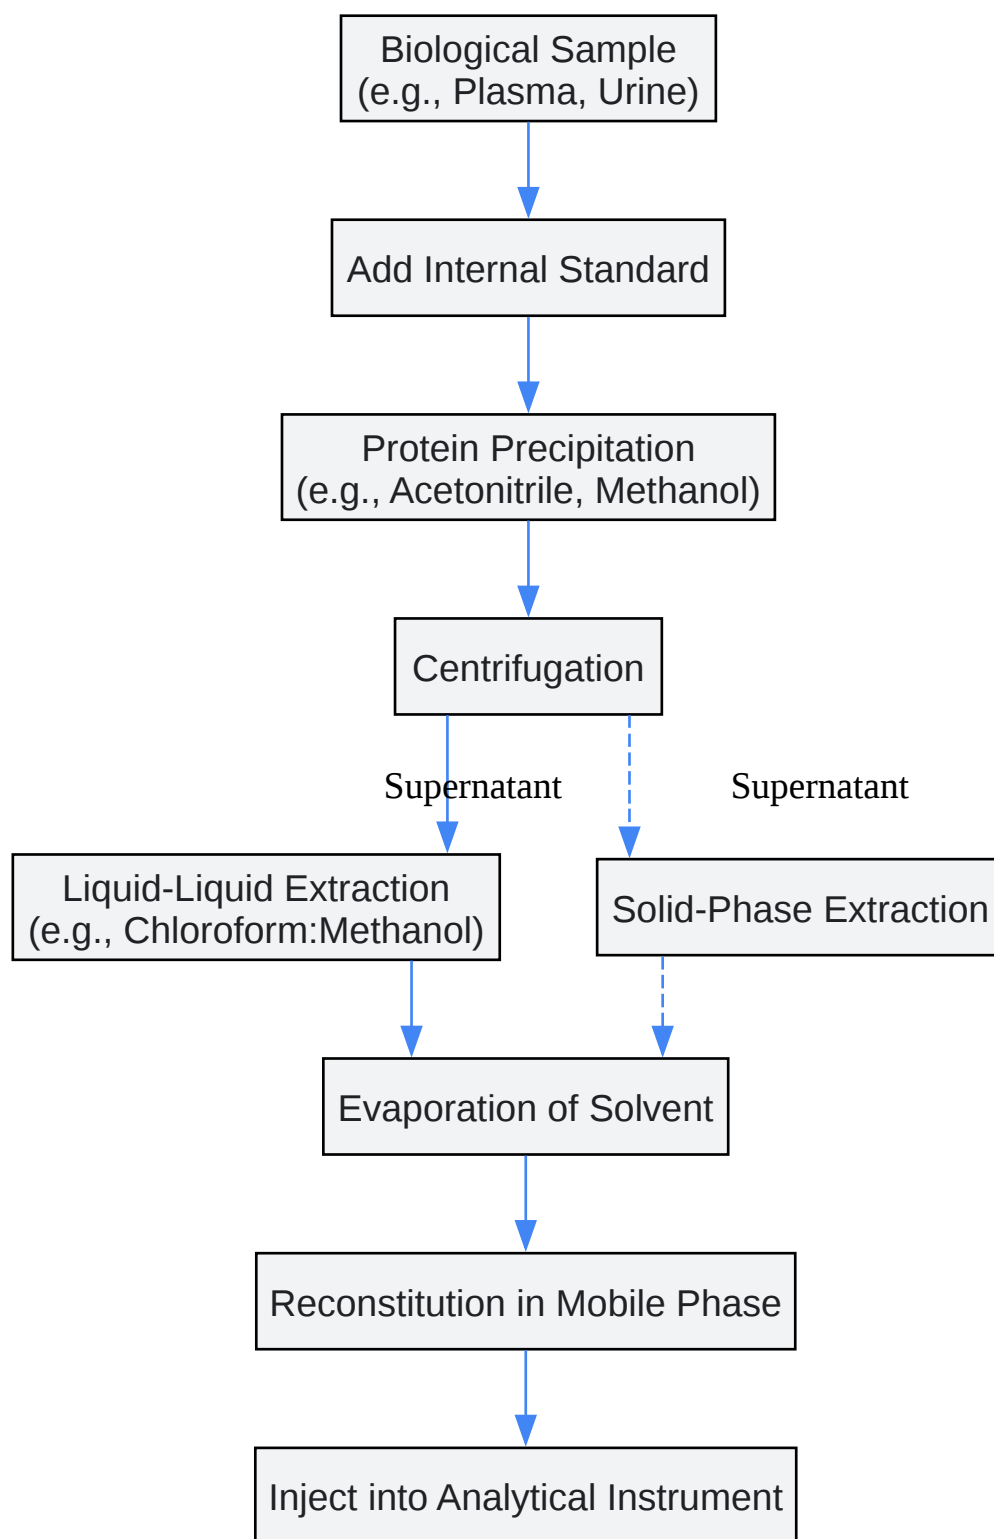 Biological Sample
(e.g., Plasma, Urine)
Add Internal Standard
Protein Precipitation
(e.g., Acetonitrile, Methanol)
Centrifugation
Supernatant
Supernatant
Liquid-Liquid Extraction
(e.g., Chloroform:Methanol)
Solid-Phase Extraction
Evaporation of Solvent
Reconstitution in Mobile Phase
Inject into Analytical Instrument